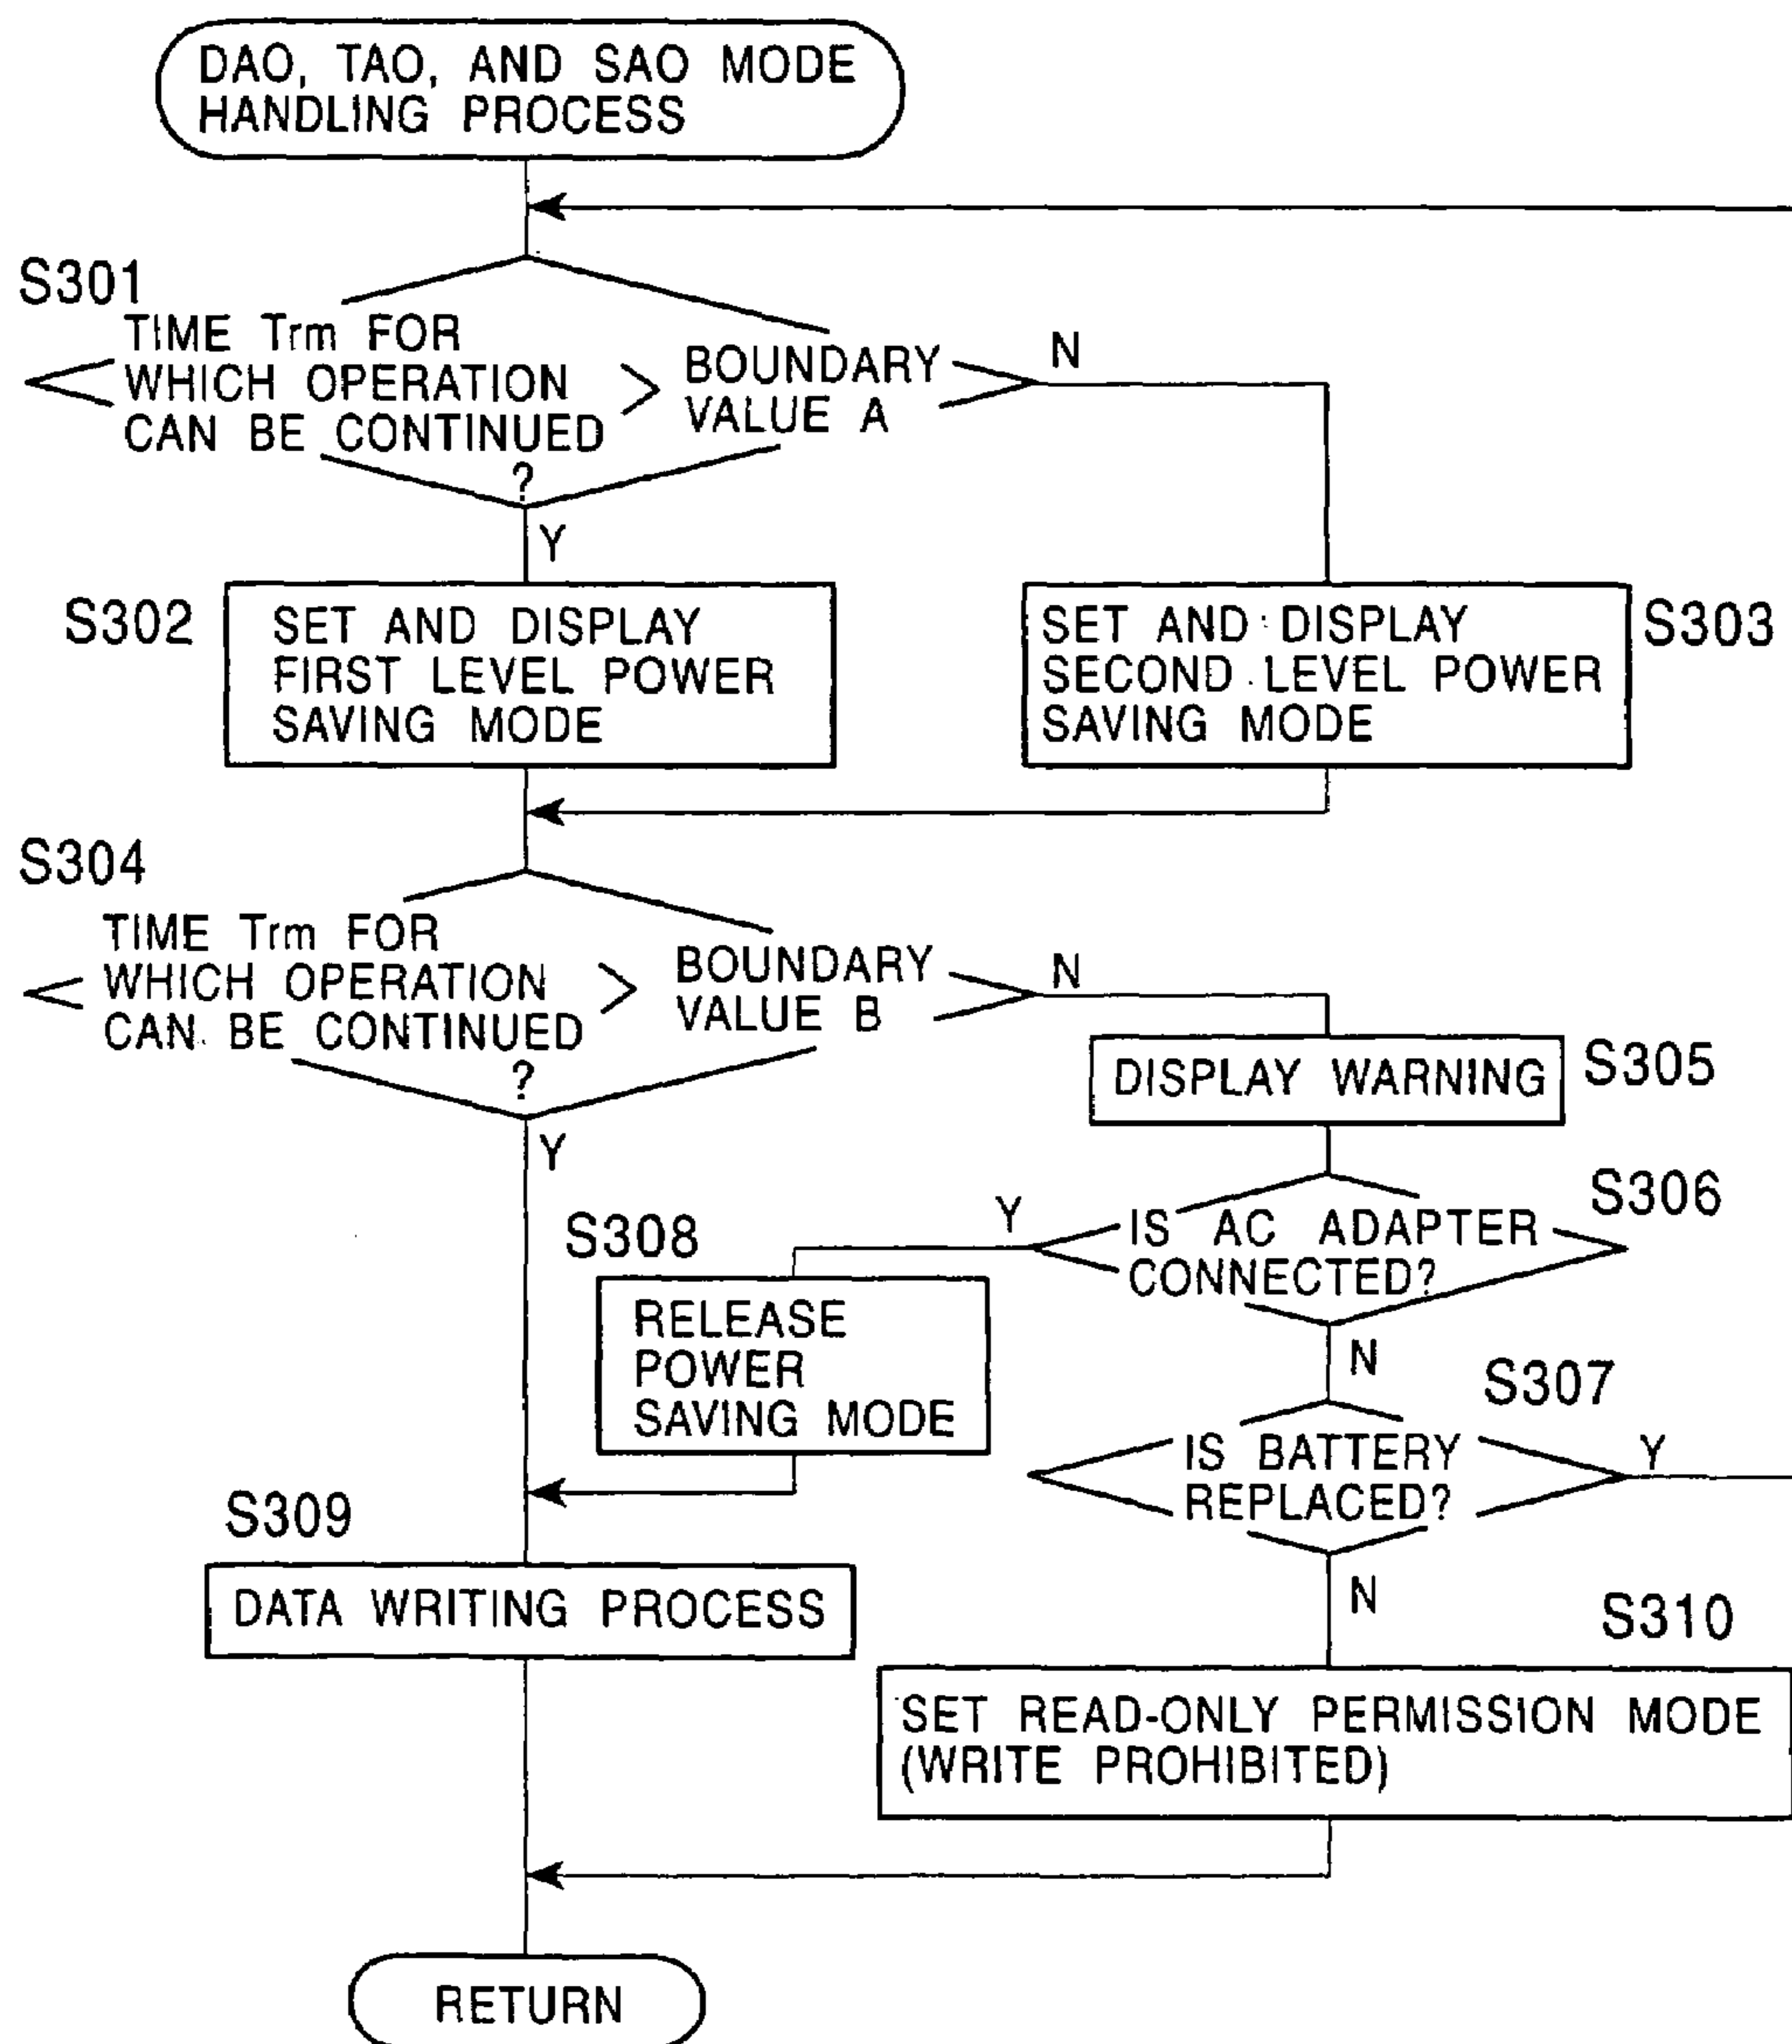 DAO, TAO, AND SAO MODE
HANDLING PROCESS
S301
TIME Trm FOR
WHICH OPERATION
CAN BE CONTINUED
?
>
BOUNDARY
VALUE A
N
Y
S302
SET AND DISPLAY
FIRST LEVEL POWER
SAVING MODE
SET AND DISPLAY
SECOND LEVEL POWER
SAVING MODE
S303
S304
TIME Trm FOR
WHICH OPERATION
CAN BE CONTINUED
?
>
BOUNDARY
VALUE B
N
Y
DISPLAY WARNING
S305
S306
IS AC ADAPTER
CONNECTED?
Y
N
S308
RELEASE
POWER
SAVING MODE
S307
IS BATTERY
REPLACED?
Y
N
S309
DATA WRITING PROCESS
S310
SET READ-ONLY PERMISSION MODE
(WRITE PROHIBITED)
RETURN